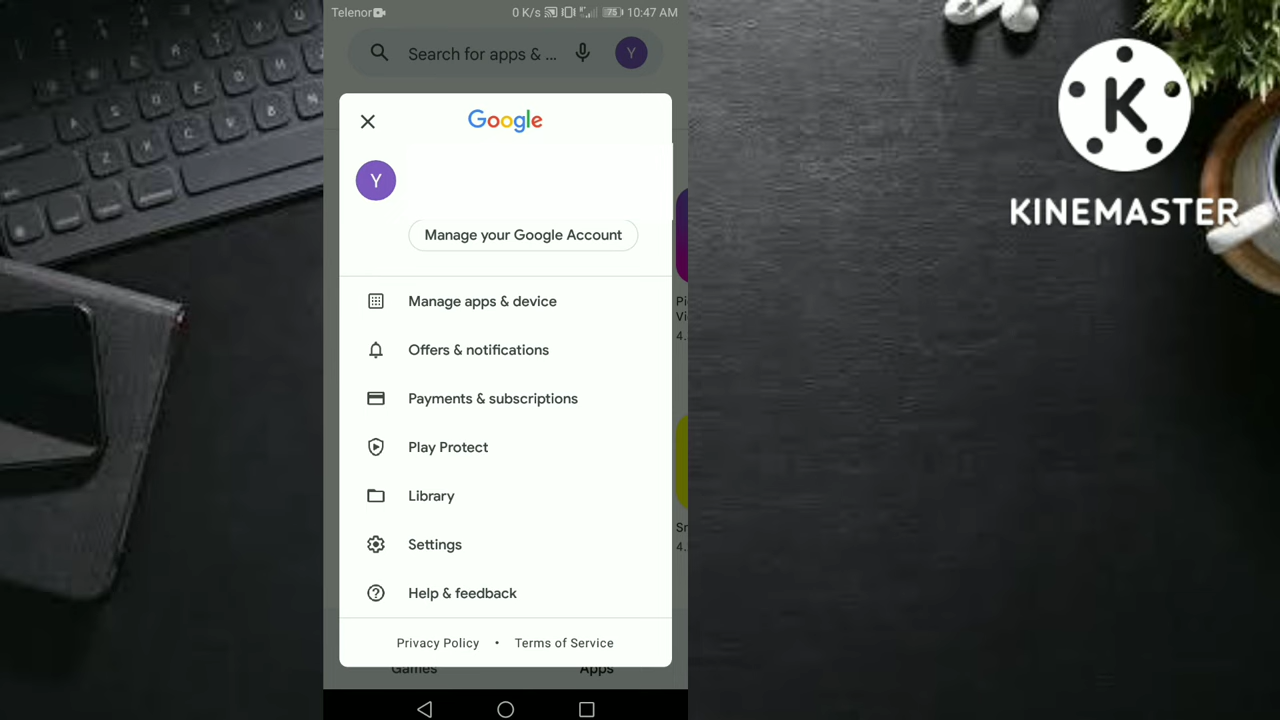 Telenor
0 K/s 75 10:47 AM
Search for apps & ...
Y
Google
Y
Manage your Google Account
Manage apps & device
Offers & notifications
Payments & subscriptions
Play Protect
Library
Settings
Help & feedback
Privacy Policy • Terms of Service
Games Apps
K
KINEMASTER